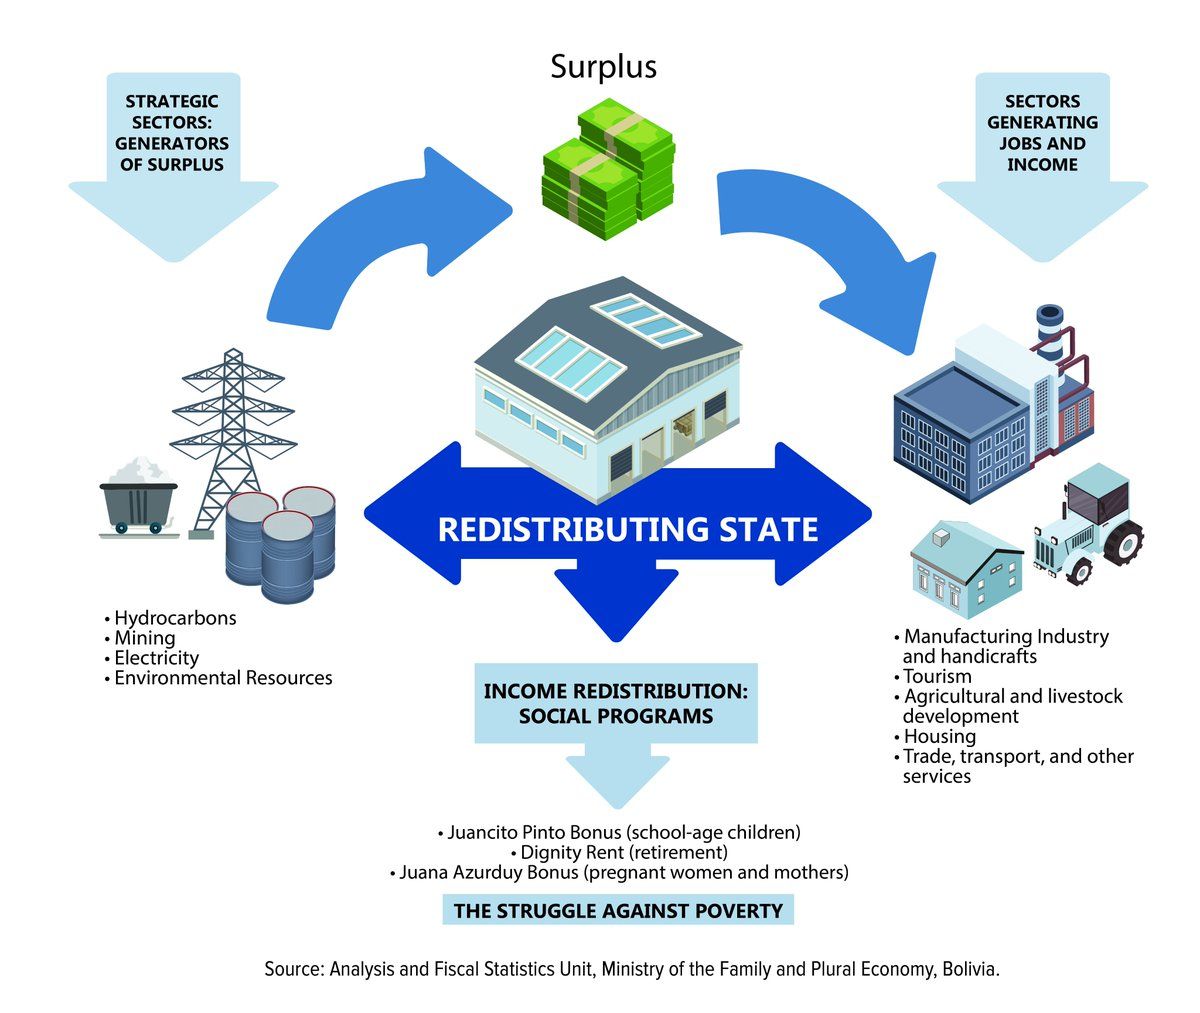 Surplus
STRATEGIC
SECTORS:
GENERATORS
OF SURPLUS
SECTORS
GENERATING
JOBS AND
INCOME
REDISTRIBUTING STATE
• Hydrocarbons
• Mining
• Electricity
• Environmental Resources
• Manufacturing Industry
and handicrafts
• Tourism
• Agricultural and livestock
development
• Housing
• Trade, transport, and other
services
INCOME REDISTRIBUTION:
SOCIAL PROGRAMS
• Juancito Pinto Bonus (school-age children)
• Dignity Rent (retirement)
• Juana Azurduy Bonus (pregnant women and mothers)
THE STRUGGLE AGAINST POVERTY
Source: Analysis and Fiscal Statistics Unit, Ministry of the Family and Plural Economy, Bolivia.